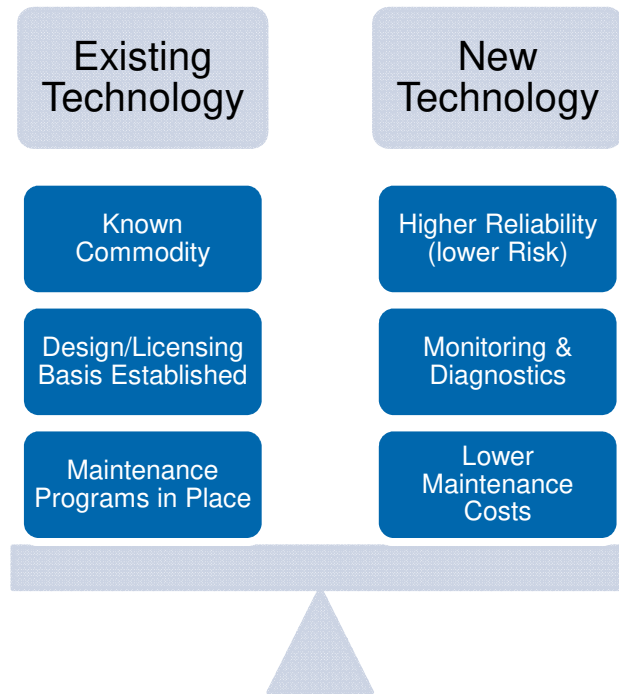 Existing
Technology
New
Technology
Known
Commodity
Higher Reliability
(lower Risk)
Design/Licensing
Basis Established
Monitoring &
Diagnostics
Maintenance
Programs in Place
Lower
Maintenance
Costs